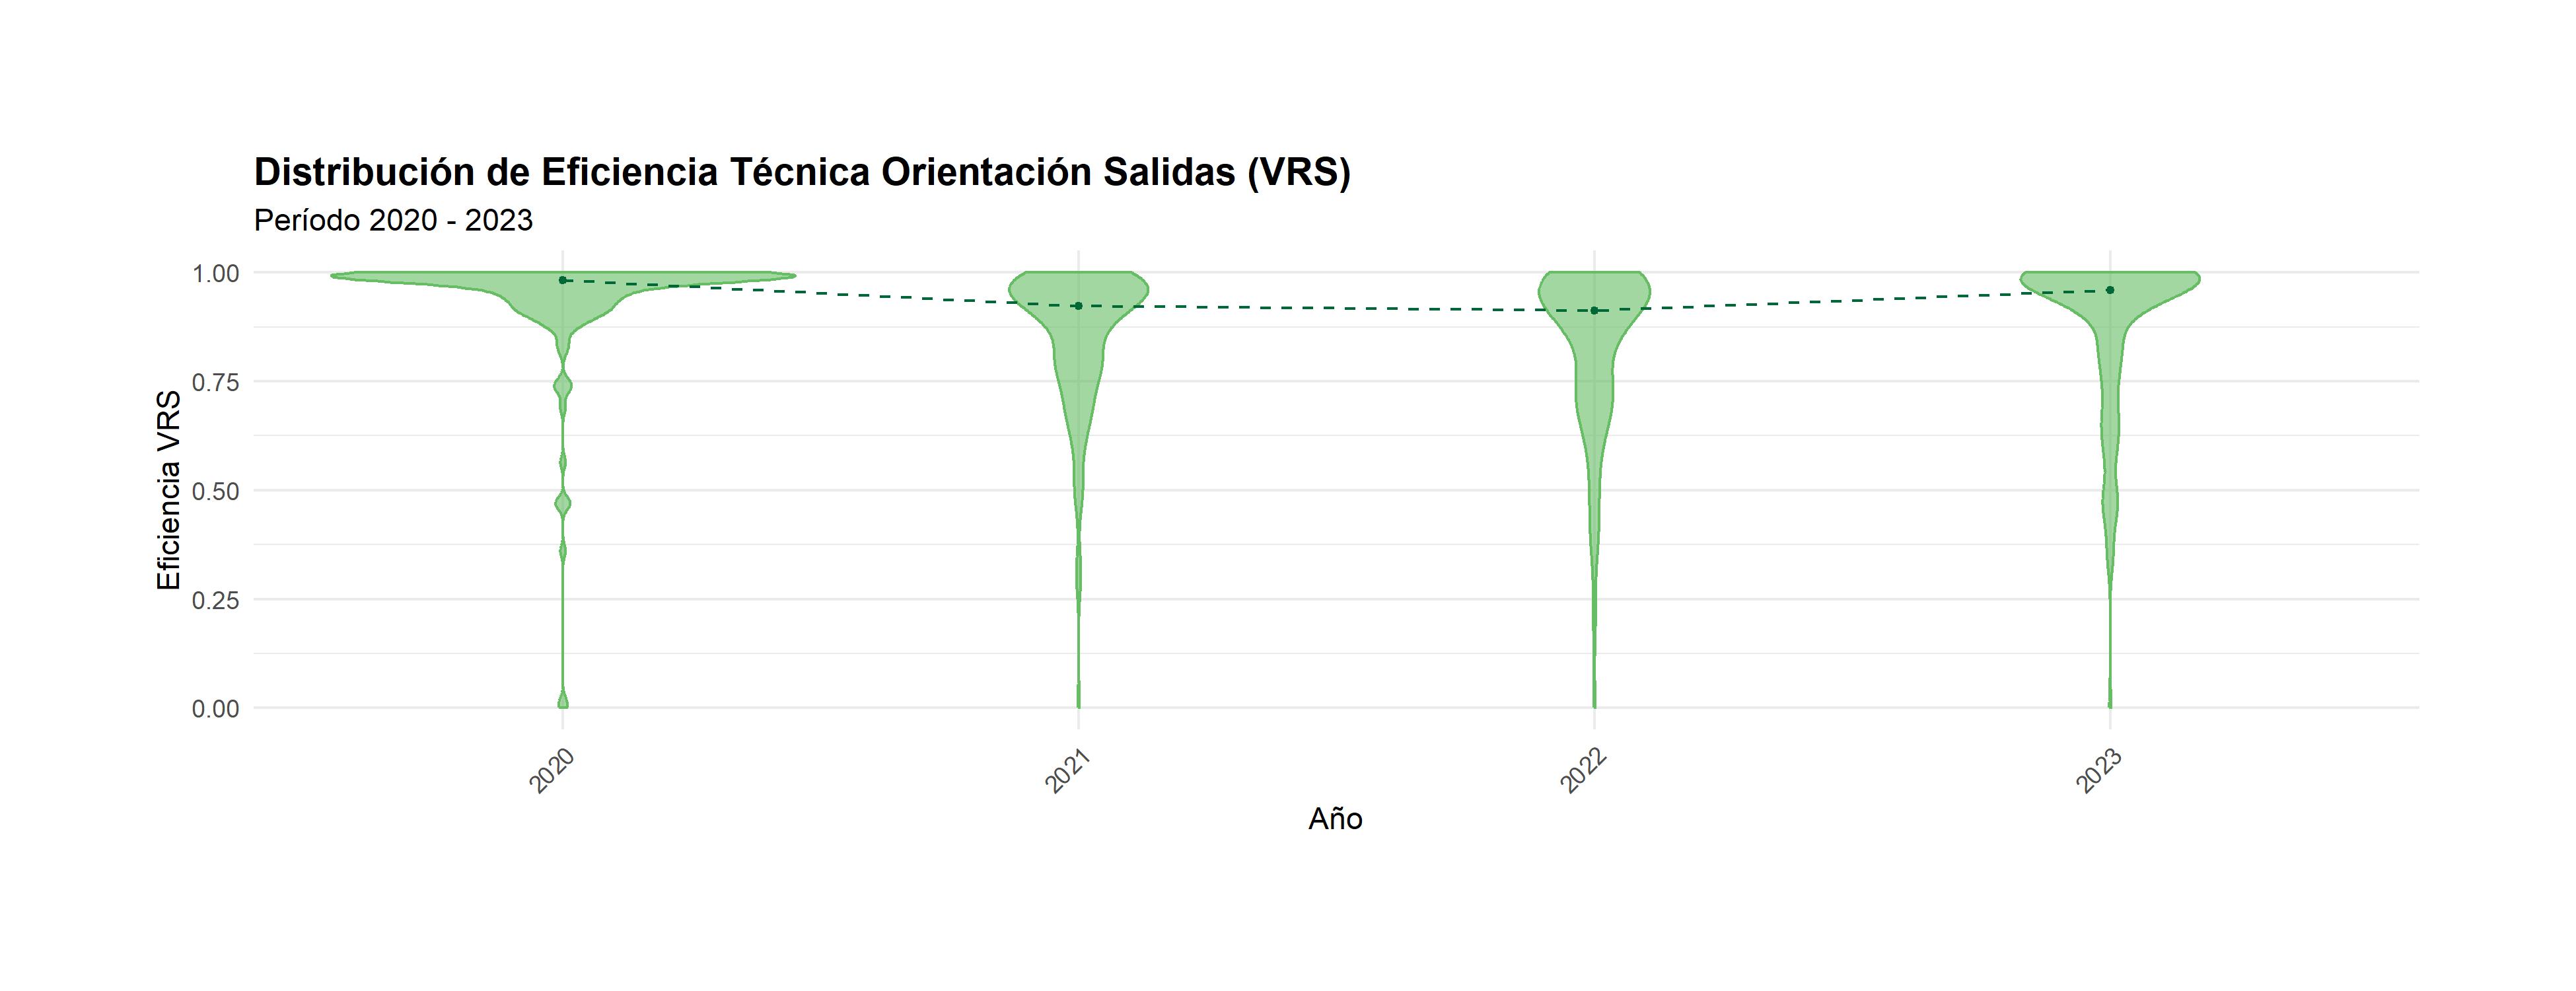 Distribución de Eficiencia Técnica Orientación Salidas (VRS)
Período 2020 - 2023
Eficiencia VRS
1.00
0.75
0.50
0.25
0.00
2020
2021
2022
2023
Año